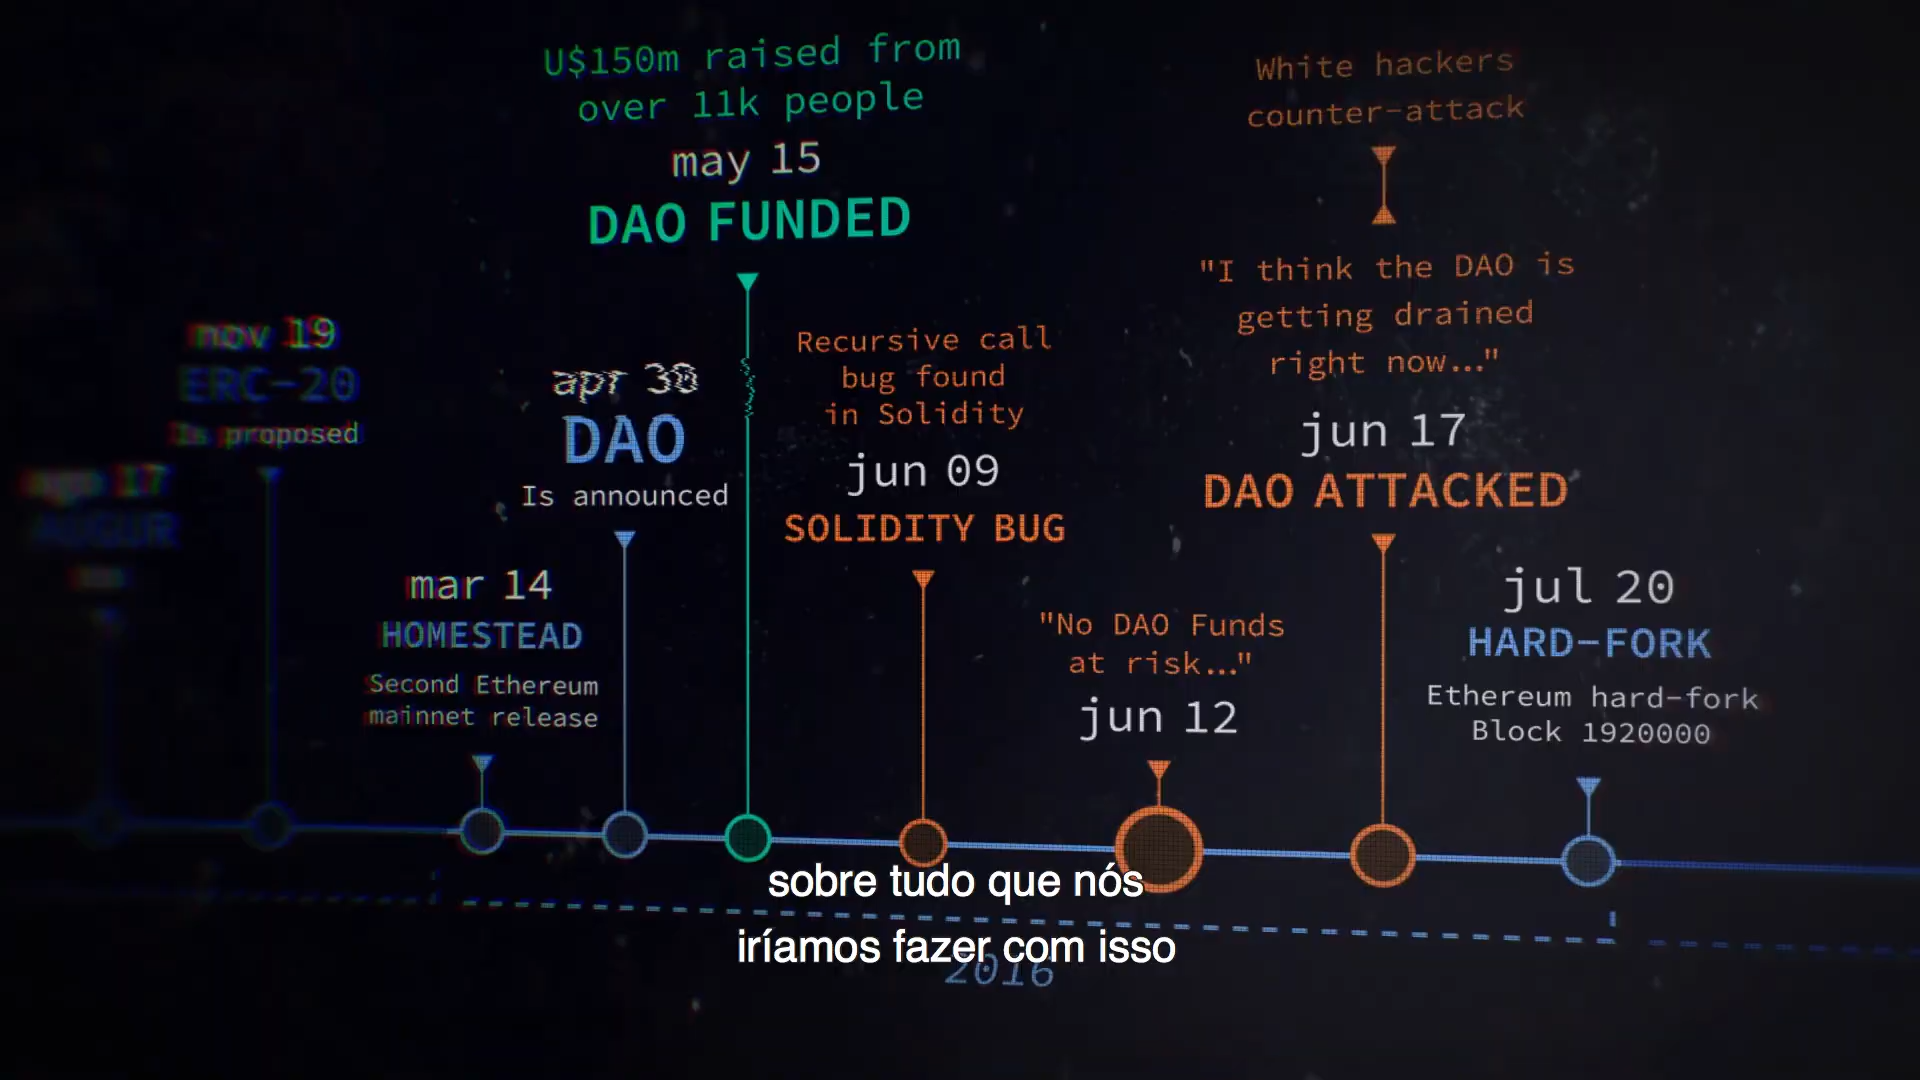 17
AUGUR
nov 19
ERC-20
Is proposed
mar 14
HOMESTEAD
Second Ethereum
mainnet release
apr 30
DAO
Is announced
U$150m raised from
over 11k people
may 15
DAO FUNDED
Recursive call
bug found
in Solidity
jun 09
SOLIDITY BUG
"No DAO Funds
at risk..."
jun 12
White hackers
counter-attack
"I think the DAO is
getting drained
right now..."
jun 17
DAO ATTACKED
jul 20
HARD-FORK
Ethereum hard-fork
Block 1920000
2016
sobre tudo que nós
iríamos fazer com isso